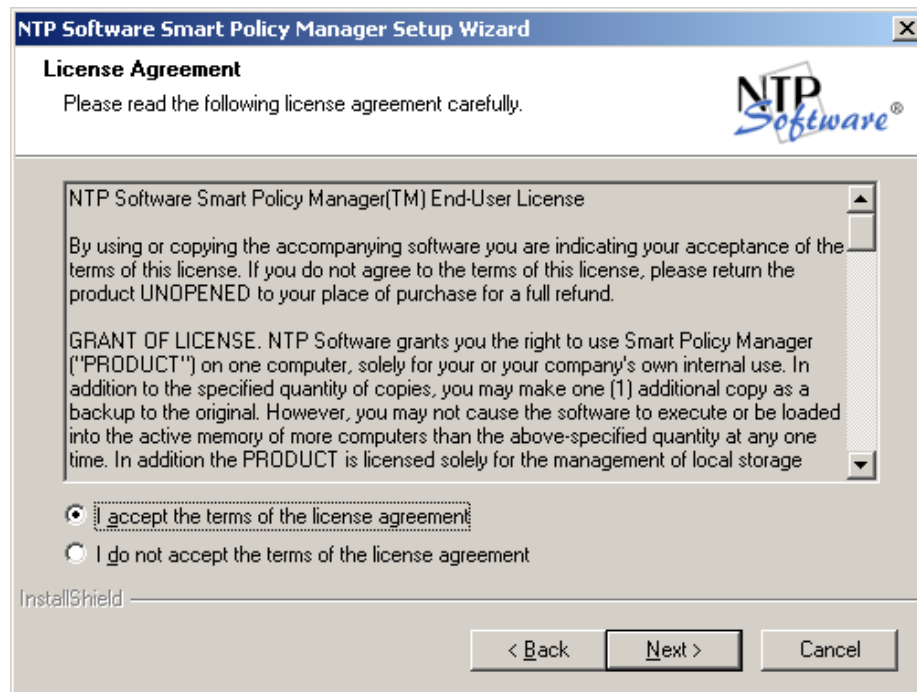 NTP Software Smart Policy Manager Setup Wizard
License Agreement
Please read the following license agreement carefully.
NTP
Software®
NTP Software Smart Policy Manager(TM) End-User License
By using or copying the accompanying software you are indicating your acceptance of the
terms of this license. If you do not agree to the terms of this license, please return the
product UNOPENED to your place of purchase for a full refund.
GRANT OF LICENSE. NTP Software grants you the right to use Smart Policy Manager
("PRODUCT") on one computer, solely for your or your company's own internal use. In
addition to the specified quantity of copies, you may make one (1) additional copy as a
backup to the original. However, you may not cause the software to execute or be loaded
into the active memory of more computers than the above-specified quantity at any one
time. In addition the PRODUCT is licensed solely for the management of local storage
I accept the terms of the license agreement
I do not accept the terms of the license agreement
InstallShield
< Back
Next >
Cancel